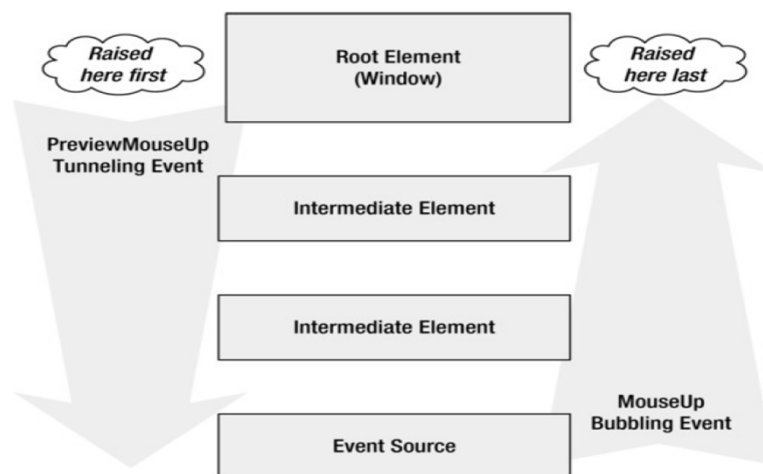 Raised
here first
Root Element
(Window)
Raised
here last
PreviewMouseUp
Tunneling Event
Intermediate Element
Intermediate Element
MouseUp
Bubbling Event
Event Source